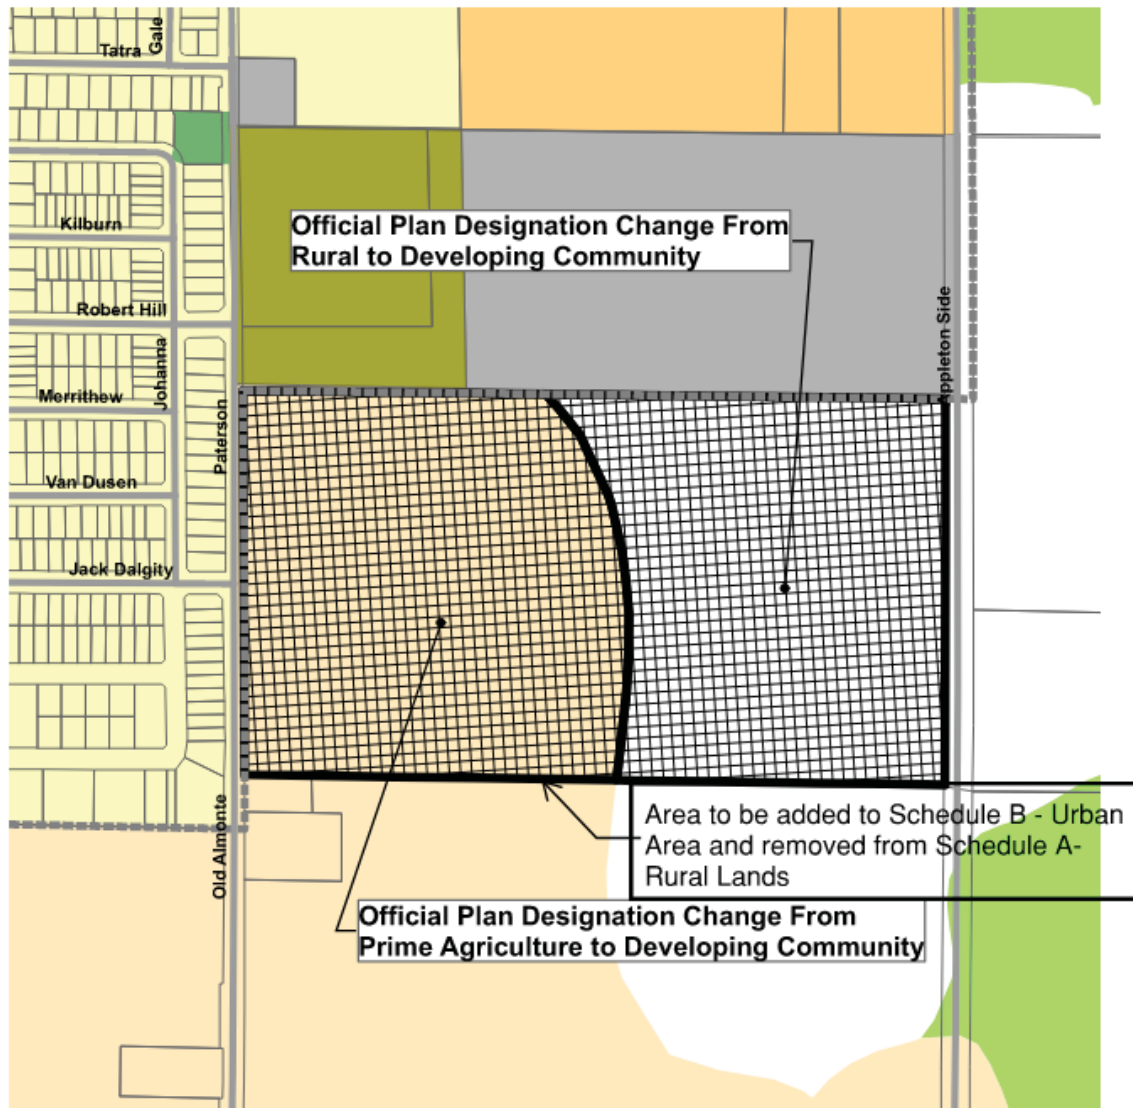 Tatra
Gale
Kilburn
Official Plan Designation Change From
Rural to Developing Community
Robert Hill
Johanna
Appleton Side
Merrithew
Paterson
Van Dusen
Jack Dalgity
Old Almonte
Area to be added to Schedule B - Urban
Area and removed from Schedule A-
Rural Lands
Official Plan Designation Change From
Prime Agriculture to Developing Community